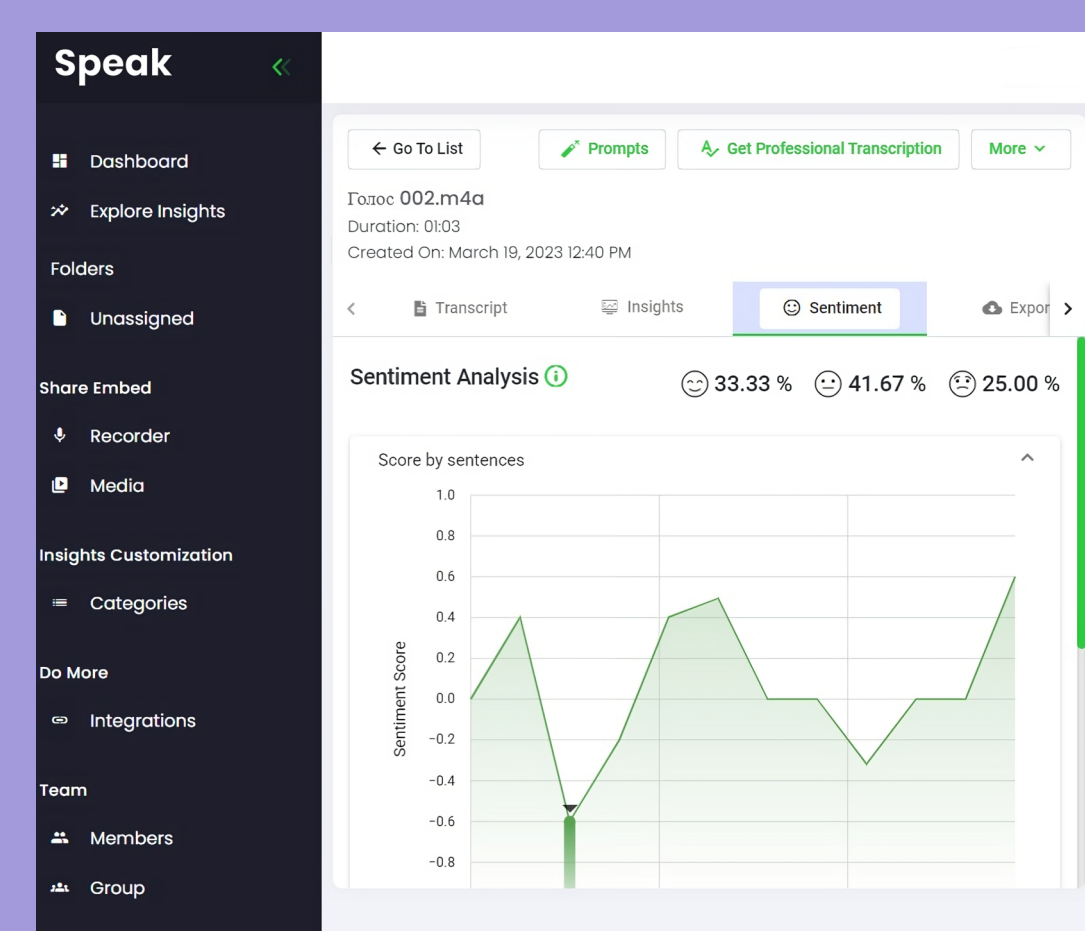 Speak
Dashboard
Explore Insights
Folders
Unassigned
Share Embed
Recorder
Media
Insights Customization
Categories
Do More
Integrations
Team
Members
Group
Go To List
Prompts
Get Professional Transcription
More
Голос 002.m4a
Duration: 01:03
Created On: March 19, 2023 12:40 PM
Transcript
Insights
Sentiment
Expor
Sentiment Analysis
33.33 %
41.67 %
25.00 %
Score by sentences
Sentiment Score
1.0
0.8
0.6
0.4
0.2
0.0
−0.2
−0.4
−0.6
−0.8